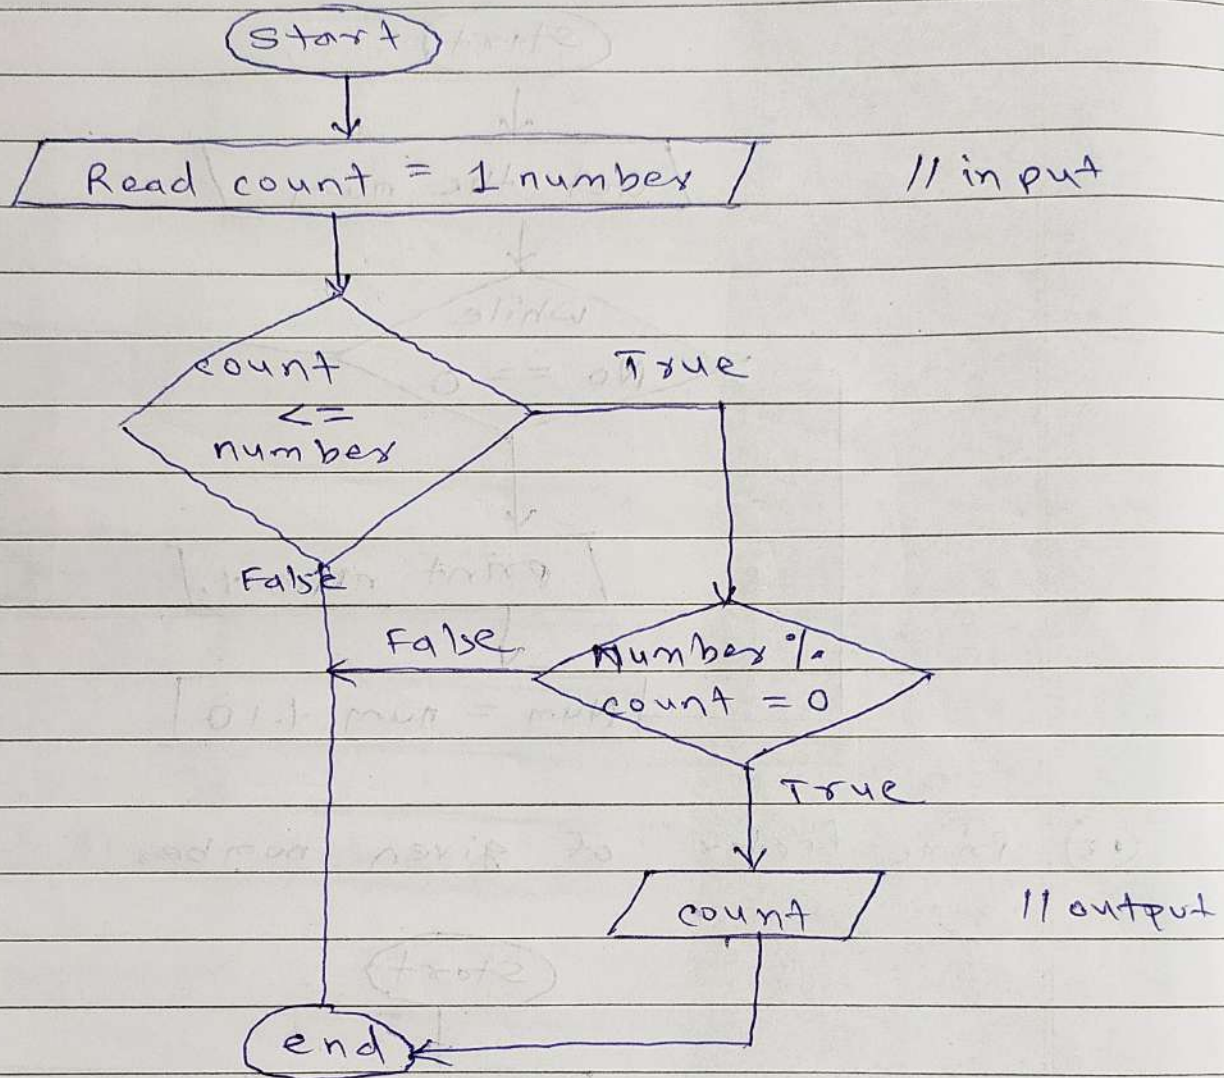 Start
Read count = 1 number // input
count
<=
number
True
False
False
Number %
count = 0
True
count // output
end